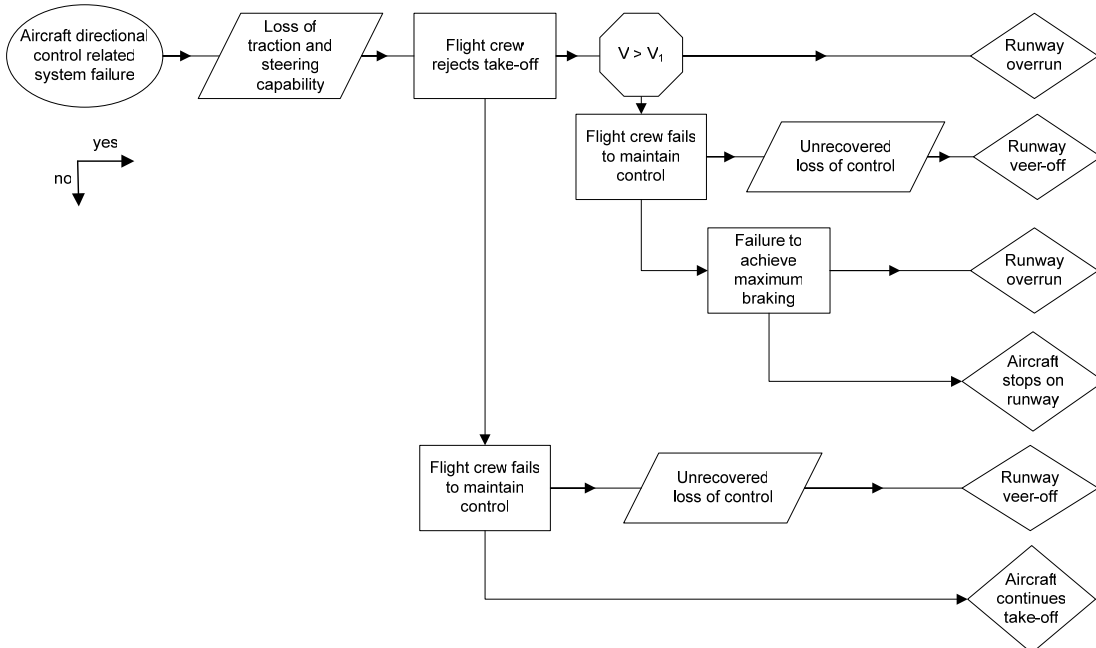 Aircraft directional
control related
system failure
Loss of
traction and
steering
capability
Flight crew
rejects take-off
V > V₁
Runway
overrun
yes
no
Flight crew fails
to maintain
control
Unrecovered
loss of control
Runway
veer-off
Failure to
achieve
maximum
braking
Runway
overrun
Aircraft
stops on
runway
Flight crew fails
to maintain
control
Unrecovered
loss of control
Runway
veer-off
Aircraft
continues
take-off